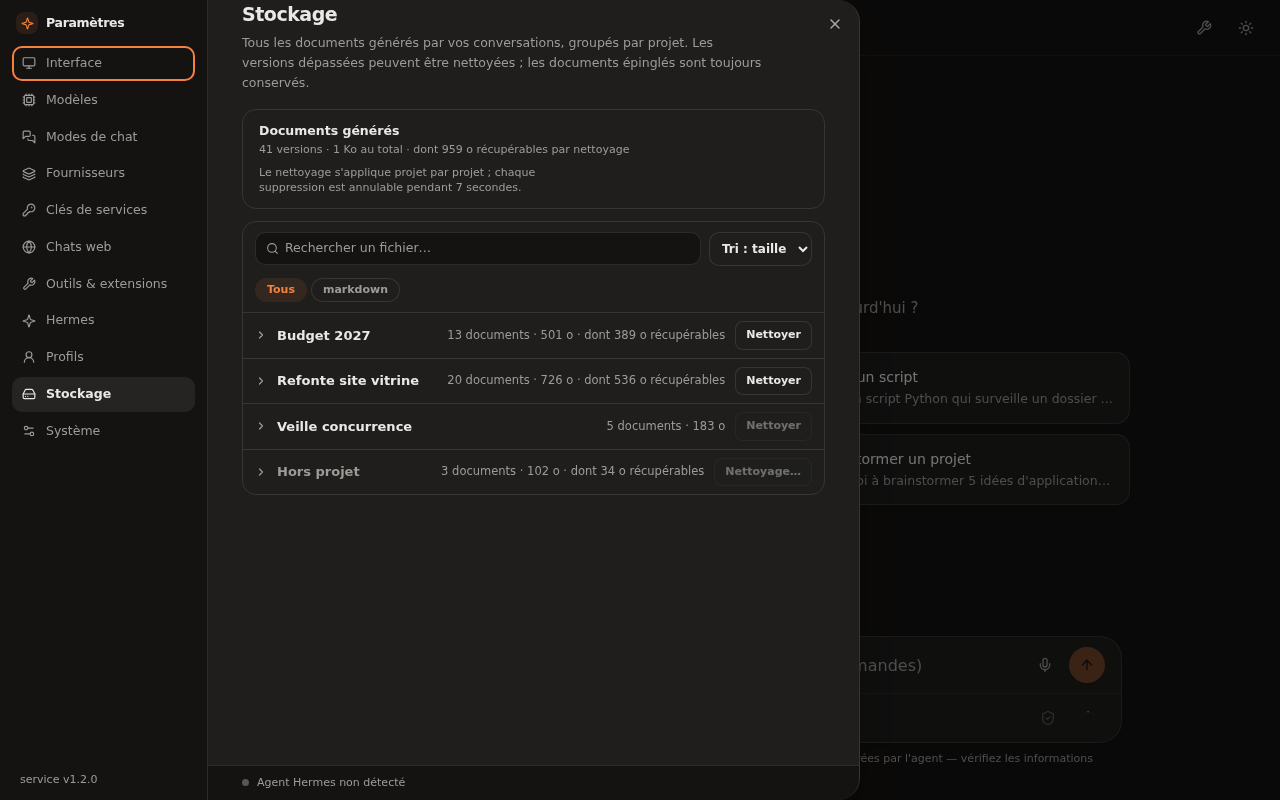 Paramètres
Interface
Modèles
Modes de chat
Fournisseurs
Clés de services
Chats web
Outils & extensions
Hermes
Profils
Stockage
Système
service v1.2.0
Stockage
Tous les documents générés par vos conversations, groupés par projet. Les
versions dépassées peuvent être nettoyées ; les documents épinglés sont toujours
conservés.
Documents générés
41 versions · 1 Ko au total · dont 959 o récupérables par nettoyage
Le nettoyage s'applique projet par projet ; chaque
suppression est annulable pendant 7 secondes.
Rechercher un fichier…
Tri : taille
Tous
markdown
Budget 2027
13 documents · 501 o · dont 389 o récupérables
Nettoyer
Refonte site vitrine
20 documents · 726 o · dont 536 o récupérables
Nettoyer
Veille concurrence
5 documents · 183 o
Nettoyer
Hors projet
3 documents · 102 o · dont 34 o récupérables
Nettoyage…
Agent Hermes non détecté
urd'hui ?
un script
script Python qui surveille un dossier …
ormer un projet
oi à brainstormer 5 idées d'application…
mandes)
ées par l'agent — vérifiez les informations